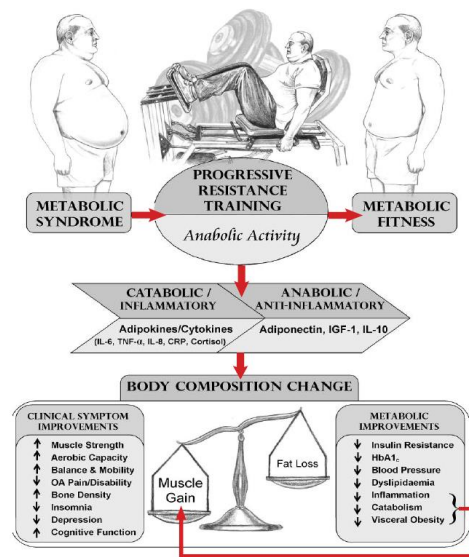 PROGRESSIVE
RESISTANCE
TRAINING
Anabolic Activity
METABOLIC
SYNDROME
METABOLIC
FITNESS
CATABOLIC /
INFLAMMATORY
Adipokines/Cytokines
(IL-6, TNF-α, IL-8, CRP, Cortisol)
ANABOLIC /
ANTI-INFLAMMATORY
Adiponectin, IGF-1, IL-10
BODY COMPOSITION CHANGE
CLINICAL SYMPTOM
IMPROVEMENTS
↑ Muscle Strength
↑ Aerobic Capacity
↑ Balance & Mobility
↓ OA Pain/Disability
↑ Bone Density
↓ Insomnia
↓ Depression
↑ Cognitive Function
Muscle
Gain
Fat Loss
METABOLIC
IMPROVEMENTS
↓ Insulin Resistance
↓ HbA1c
↓ Blood Pressure
↓ Dyslipidaemia
↓ Inflammation
↓ Catabolism
↓ Visceral Obesity